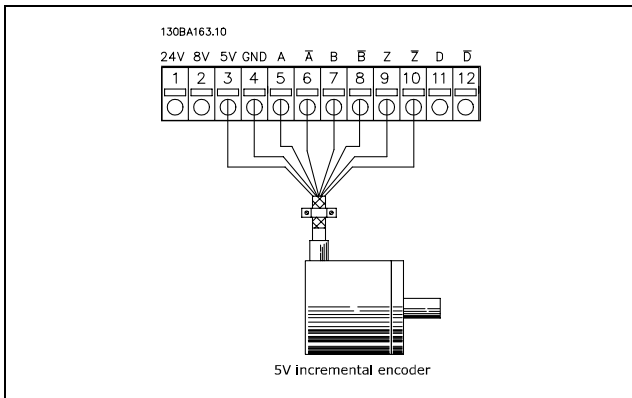 130BA163.10
24V 8V 5V GND A A̅ B B̅ Z Z̅ D D̅
1 2 3 4 5 6 7 8 9 10 11 12
5V incremental encoder